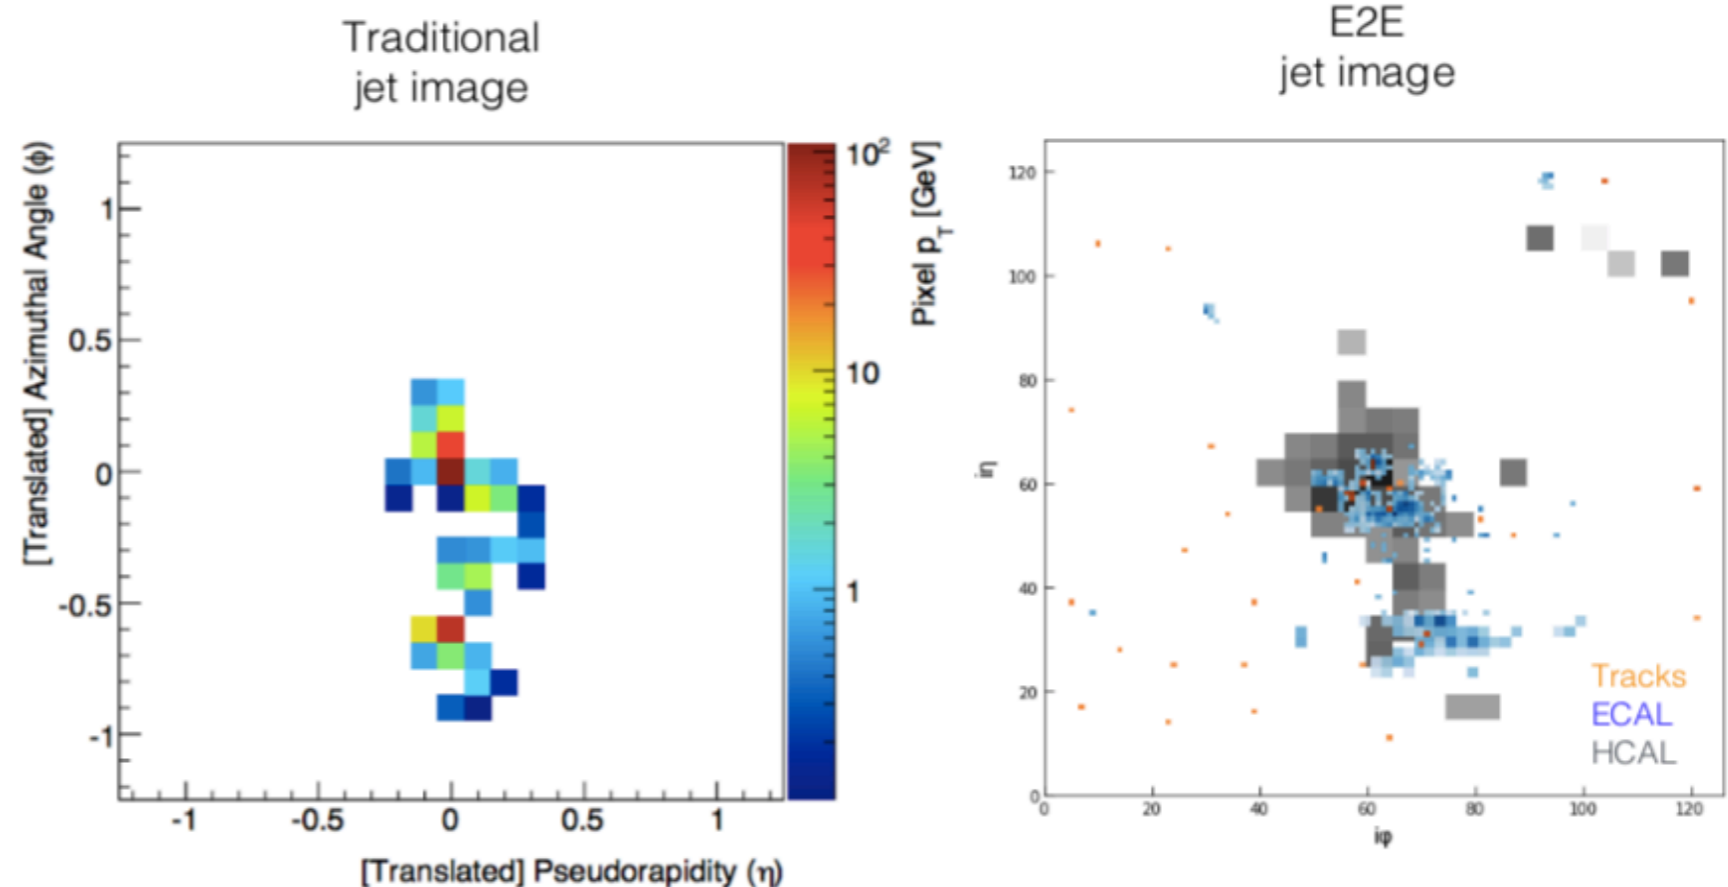 Traditional
jet image
[Translated] Azimuthal Angle (ϕ)
1
0.5
0
-0.5
-1
-1
-0.5
0
0.5
1
[Translated] Pseudorapidity (η)
10²
10
1
Pixel p_T [GeV]
E2E
jet image
iη
120
100
80
60
40
20
0
0
20
40
60
80
100
120
iφ
Tracks
ECAL
HCAL